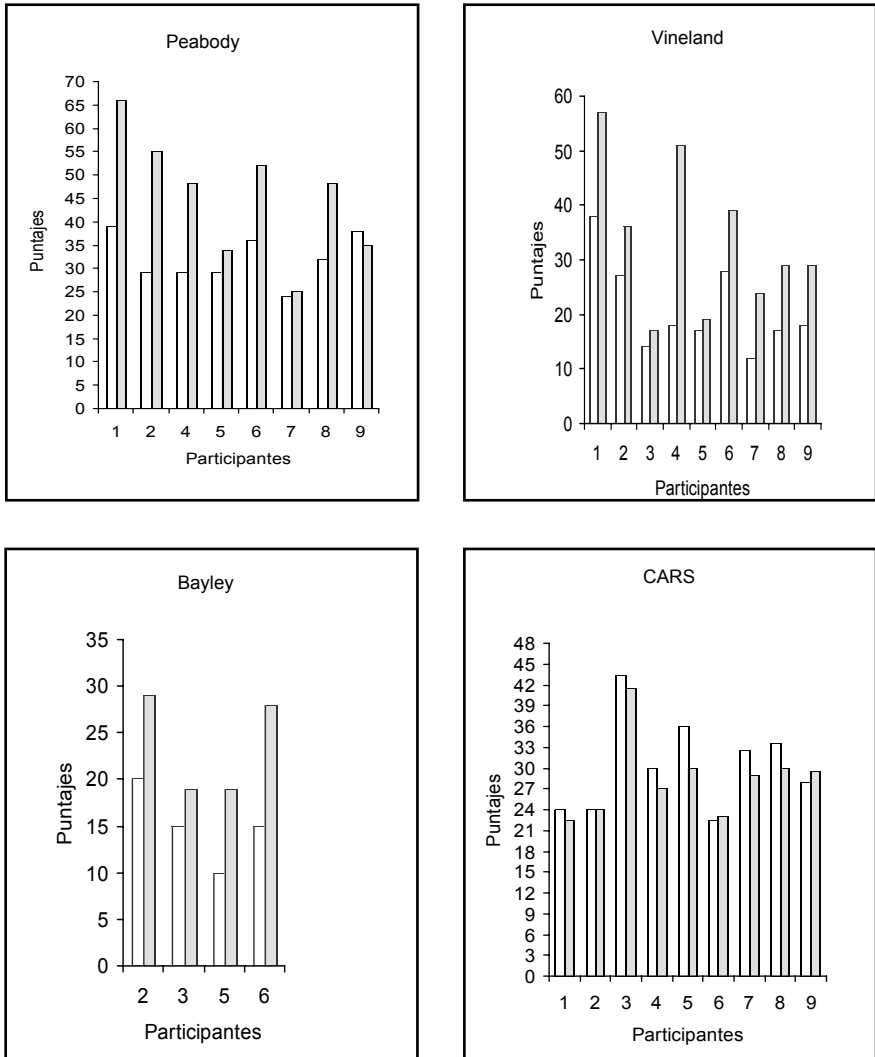 Peabody
Puntajes
70
65
60
55
50
45
40
35
30
25
20
15
10
5
0
1 2 4 5 6 7 8 9
Participantes
Vineland
Puntajes
60
50
40
30
20
10
0
1 2 3 4 5 6 7 8 9
Participantes
Bayley
Puntajes
35
30
25
20
15
10
5
0
2 3 5 6
Participantes
CARS
Puntajes
48
45
42
39
36
33
30
27
24
21
18
15
12
9
6
3
0
1 2 3 4 5 6 7 8 9
Participantes